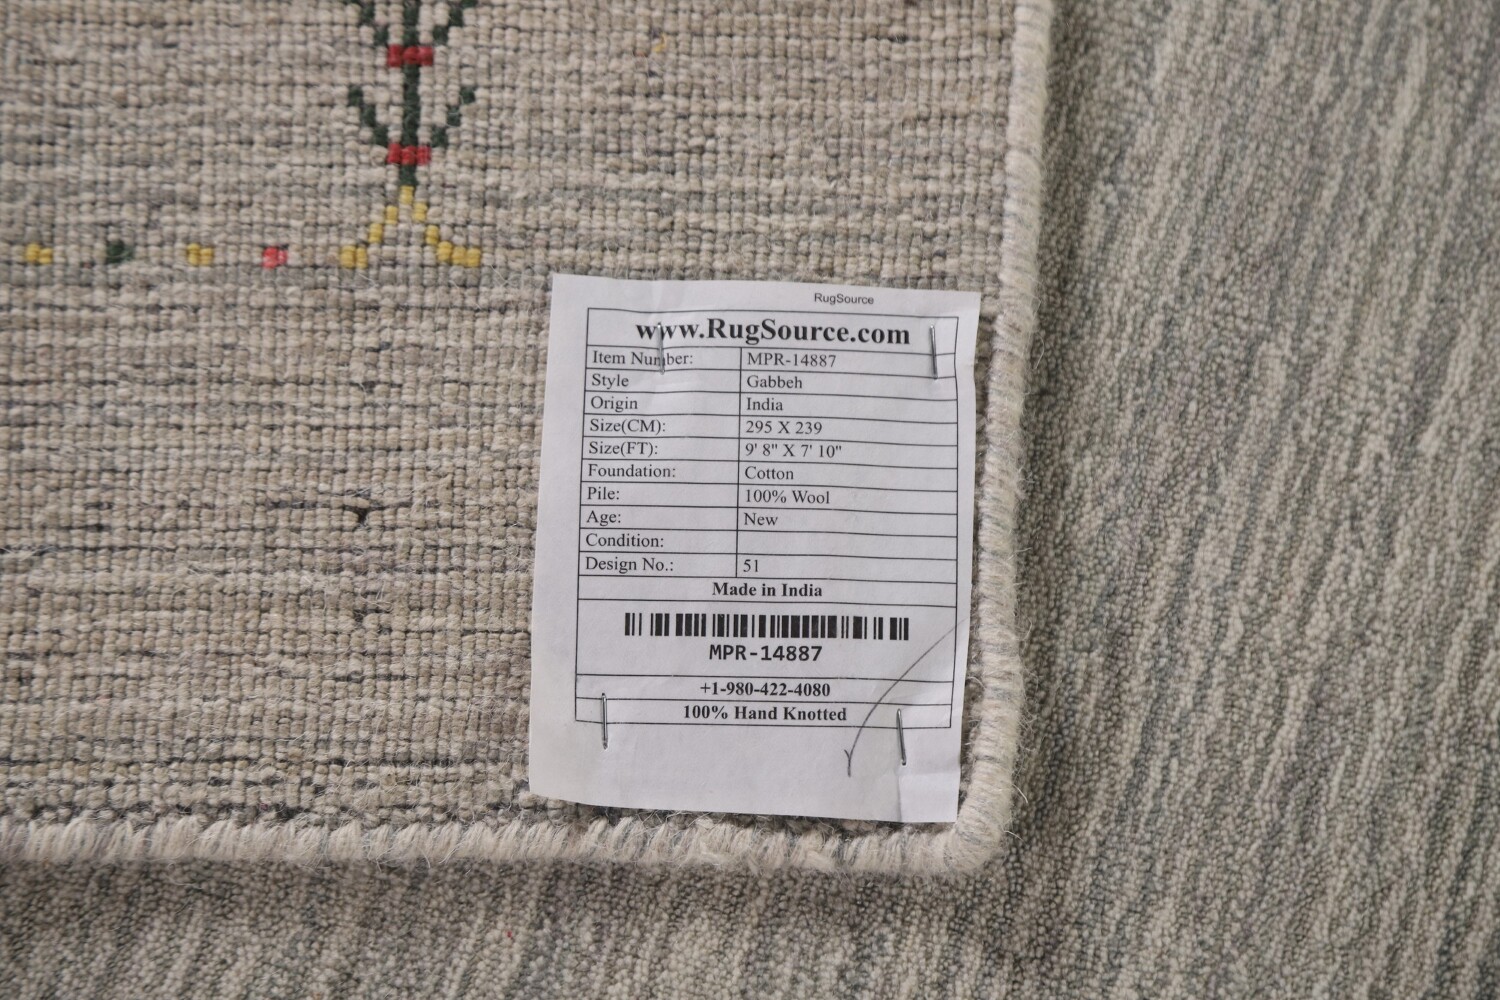 RugSource
www.RugSource.com
Item Number: MPR-14887
Style Gabbeh
Origin India
Size(CM): 295 X 239
Size(FT): 9' 8" X 7' 10"
Foundation: Cotton
Pile: 100% Wool
Age: New
Condition:
Design No.: 51
Made in India
MPR-14887
+1-980-422-4080
100% Hand Knotted